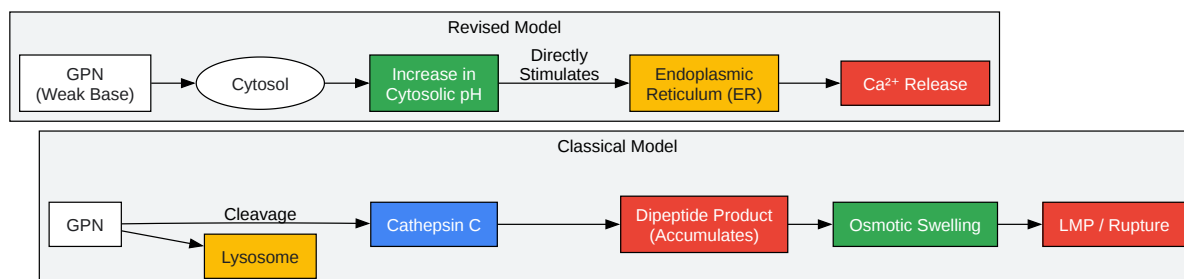 Revised Model
GPN
(Weak Base)
Cytosol
Increase in
Cytosolic pH
Directly
Stimulates
Endoplasmic
Reticulum (ER)
Ca²⁺ Release
Classical Model
GPN
Cleavage
Lysosome
Cathepsin C
Dipeptide Product
(Accumulates)
Osmotic Swelling
LMP / Rupture